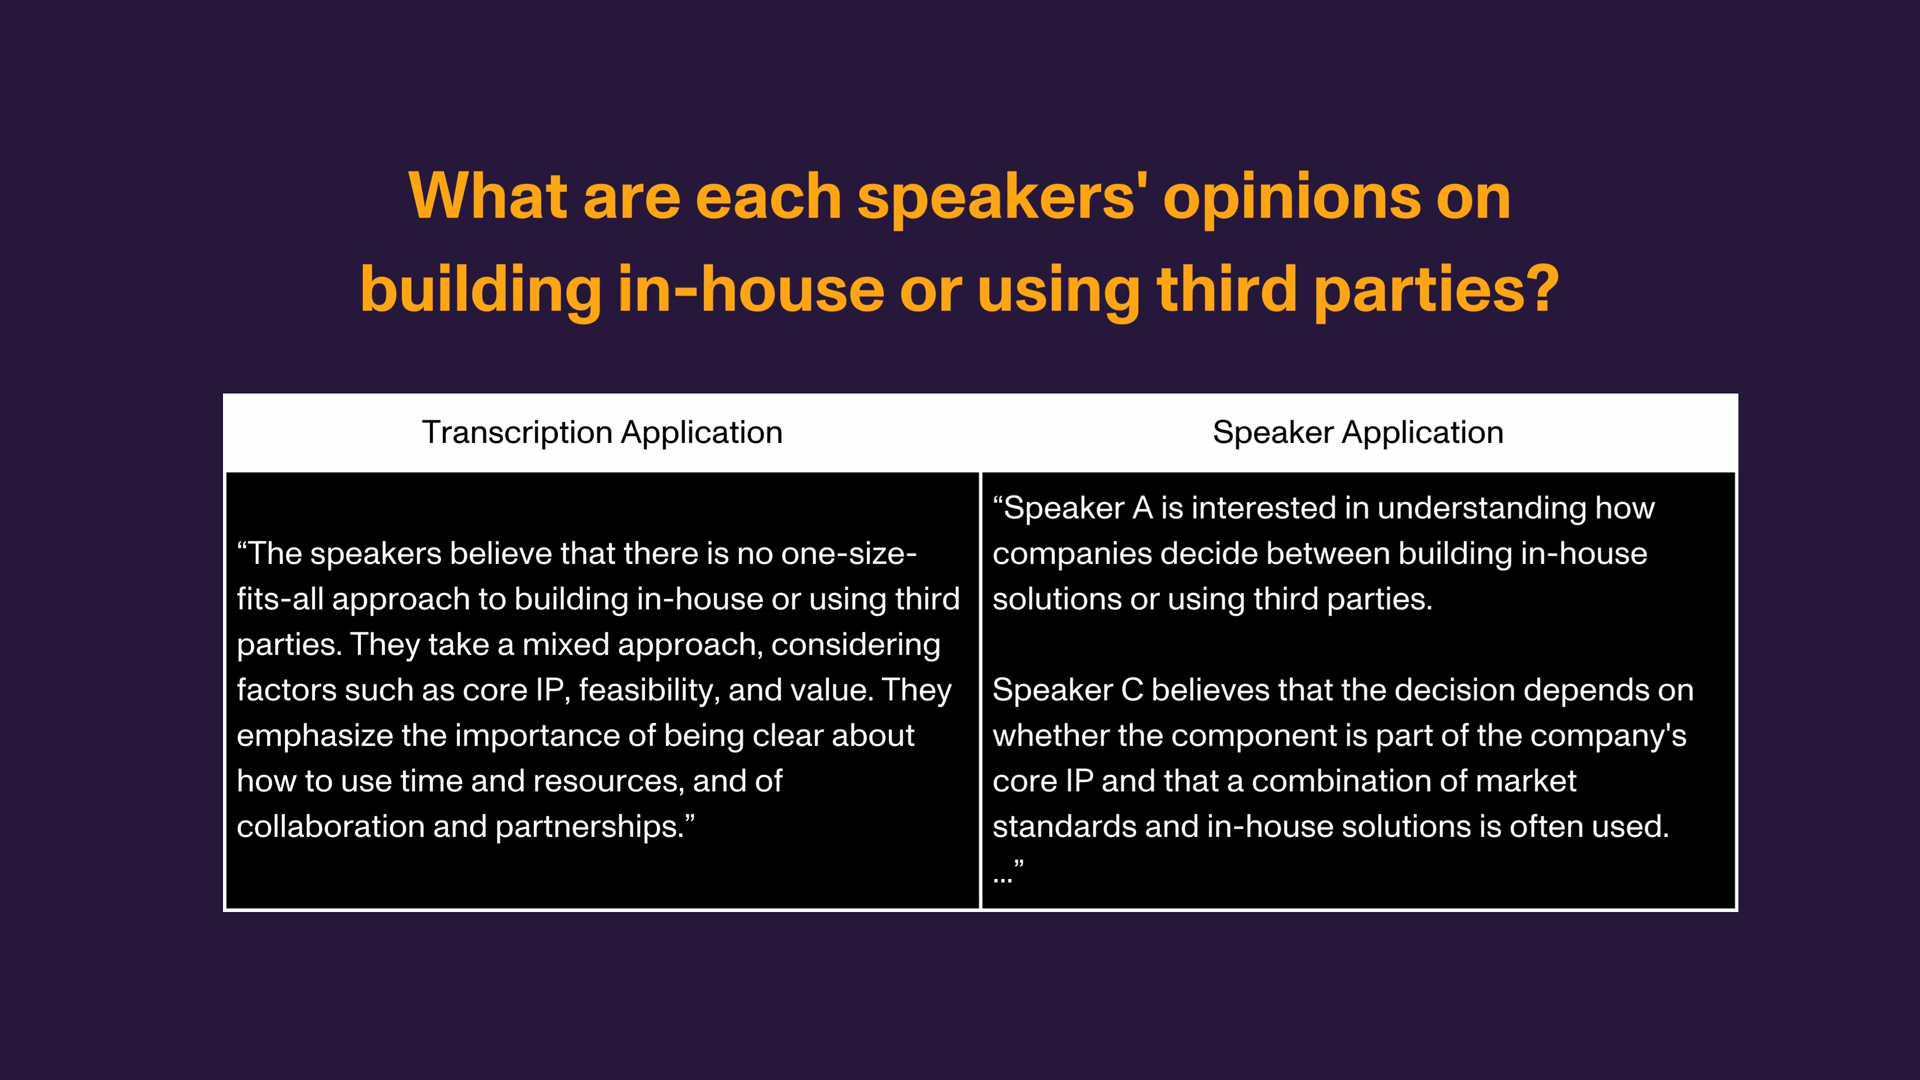 What are each speakers' opinions on
building in-house or using third parties?
Transcription Application
Speaker Application
“The speakers believe that there is no one-size-
fits-all approach to building in-house or using third
parties. They take a mixed approach, considering
factors such as core IP, feasibility, and value. They
emphasize the importance of being clear about
how to use time and resources, and of
collaboration and partnerships.”
“Speaker A is interested in understanding how
companies decide between building in-house
solutions or using third parties.
Speaker C believes that the decision depends on
whether the component is part of the company's
core IP and that a combination of market
standards and in-house solutions is often used.
...”